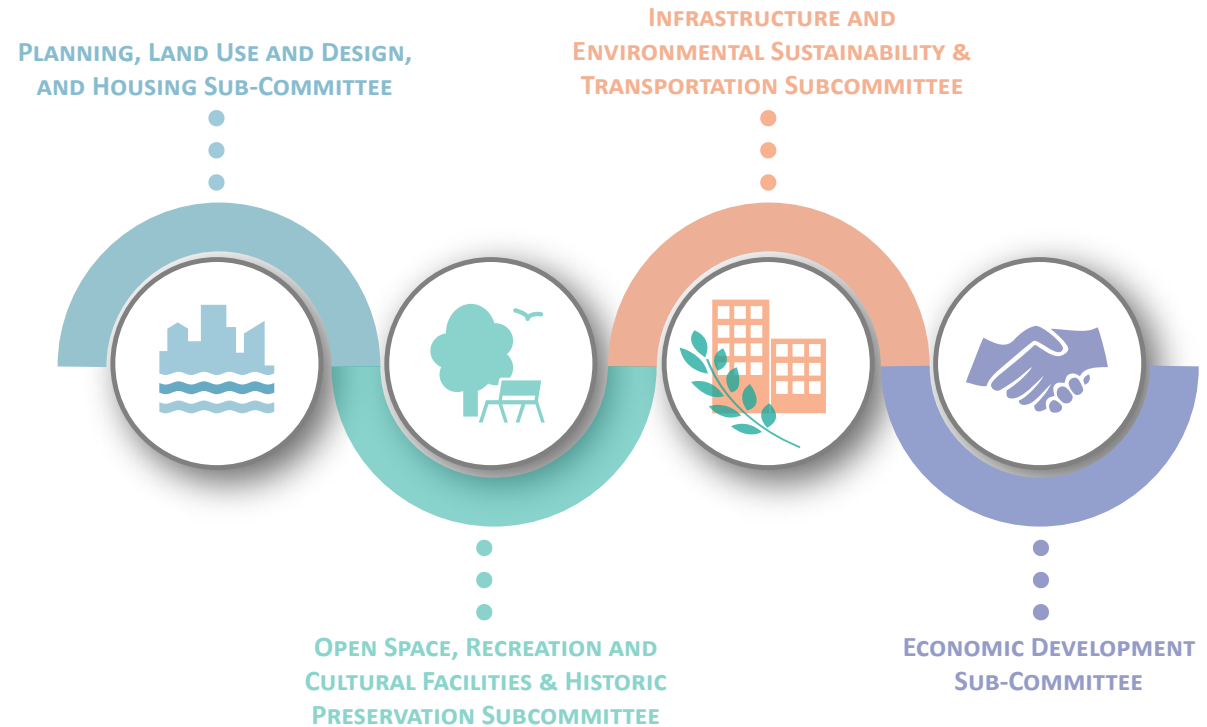 Planning, Land Use and Design,
and Housing Sub-Committee
Infrastructure and
Environmental Sustainability &
Transportation Subcommittee
Open Space, Recreation and
Cultural Facilities & Historic
Preservation Subcommittee
Economic Development
Sub-Committee